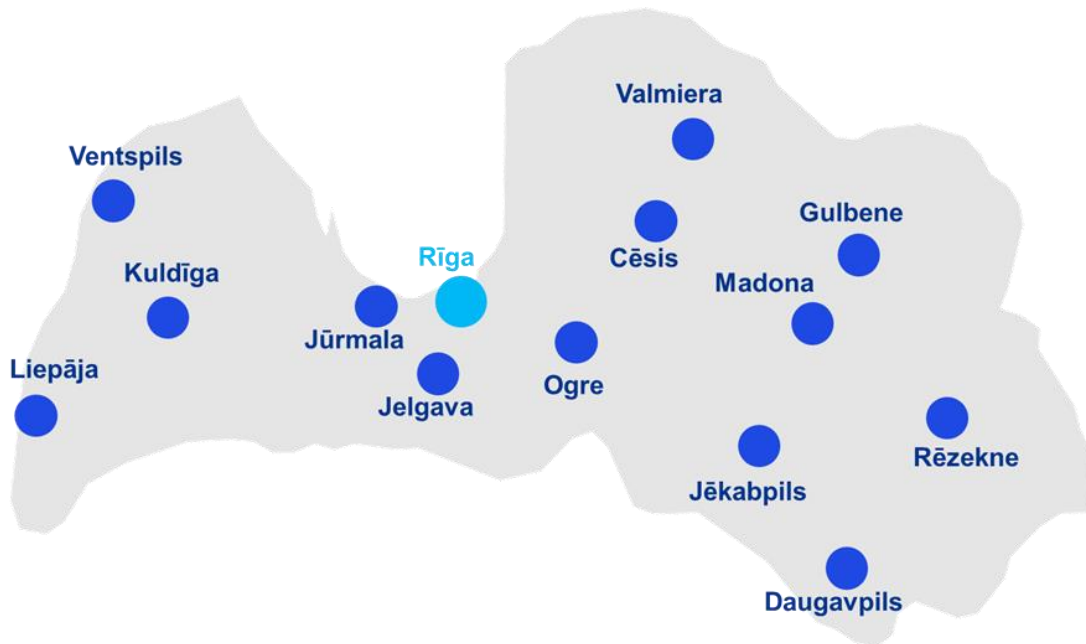 Valmiera
Ventspils
Gulbene
Rīga
Cēsis
Kuldīga
Madona
Jūrmala
Liepāja
Ogre
Jelgava
Rēzekne
Jēkabpils
Daugavpils